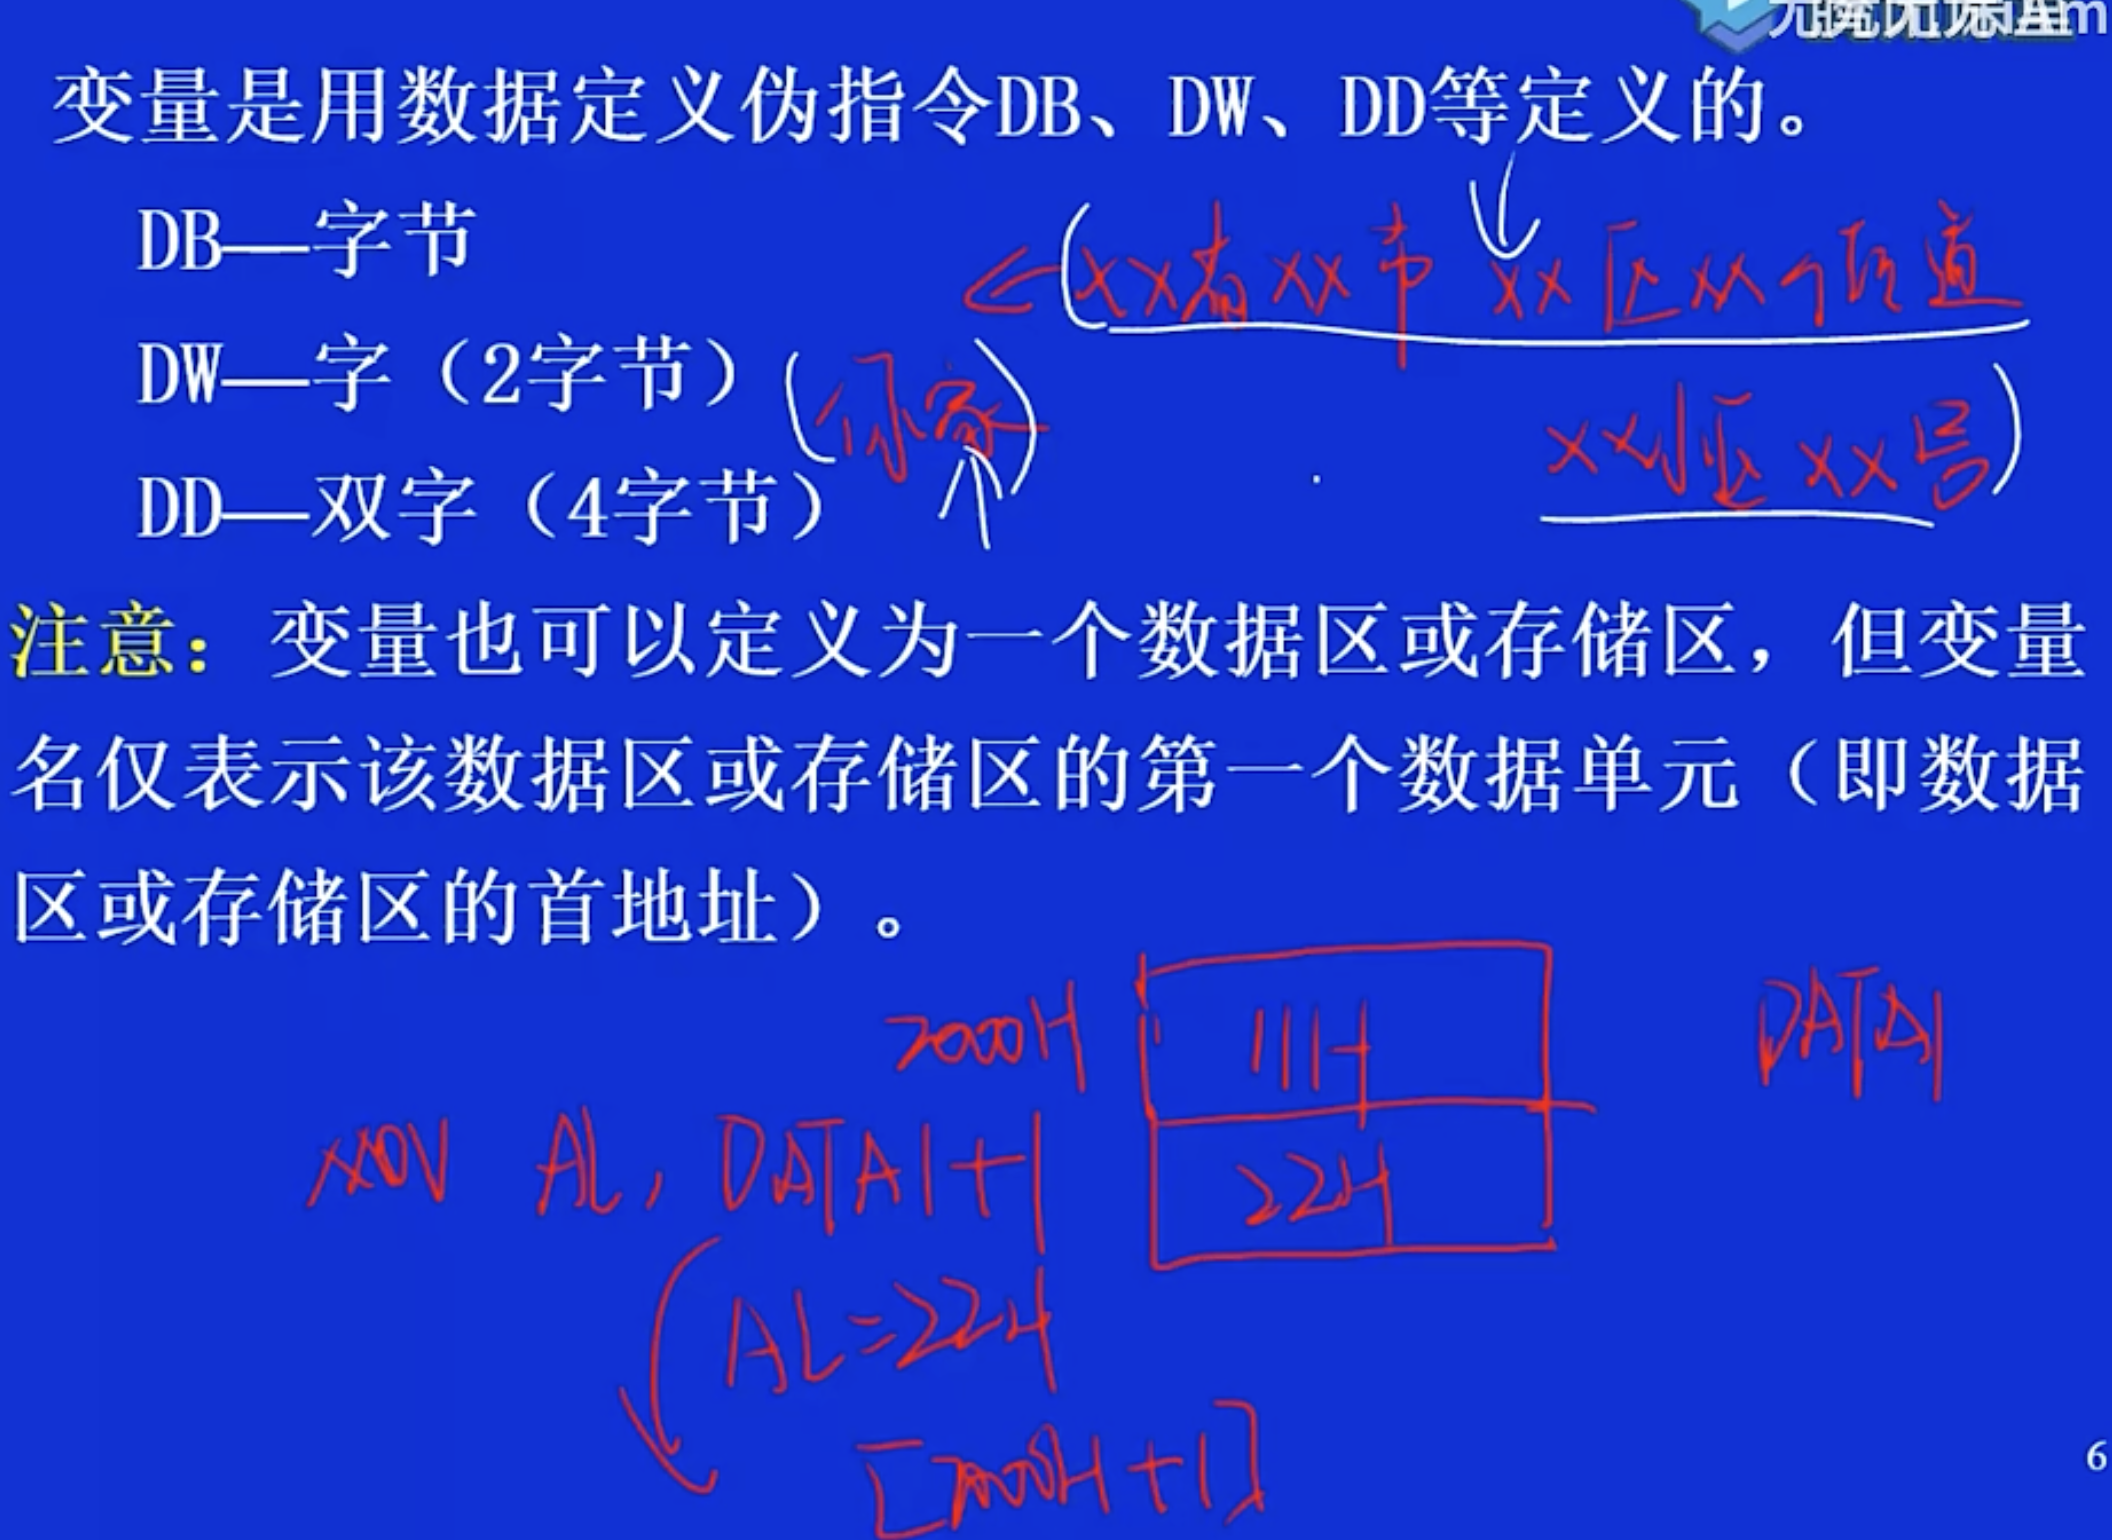 变量是用数据定义伪指令DB、DW、DD等定义的。
DB—字节
xx省xx市 xx区xx个街道
DW—字（2字节）
(你家)
xx小区xx号)
DD—双字（4字节）
注意：变量也可以定义为一个数据区或存储区，但变量
名仅表示该数据区或存储区的第一个数据单元（即数据
区或存储区的首地址）。
2000H 11H DATA1
MOV AL, DATA1+1 22H
AL=22H
[2000H+1]
6